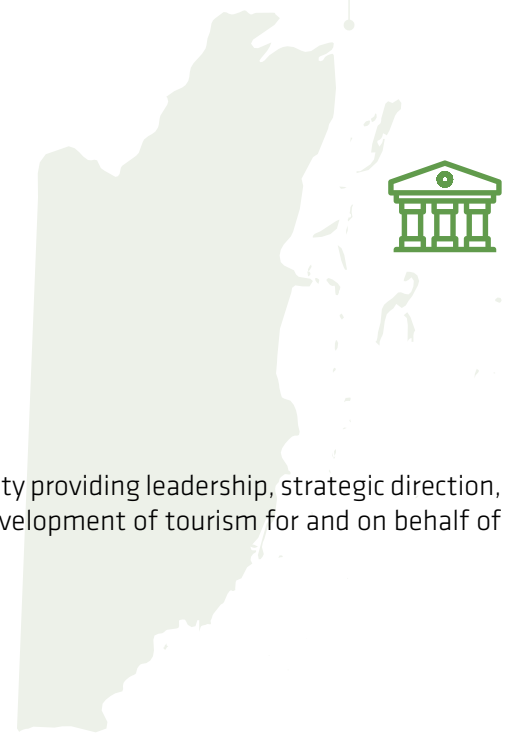 ty providing leadership, strategic direction,
velopment of tourism for and on behalf of